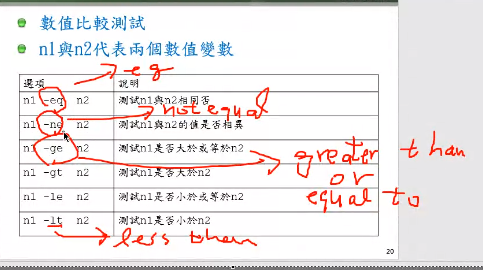 數值比較測試
n1與n2代表兩個數值變數
eq
選項 說明
n1 -eq n2 測試n1與n2相同否
not equal
n1 -ne n2 測試n1與n2的值是否相異
n1 -ge n2 測試n1是否大於或等於n2
greater than
or
equal to
n1 -gt n2 測試n1是否大於n2
n1 -le n2 測試n1是否小於或等於n2
n1 -lt n2 測試n1是否小於n2
less than
20